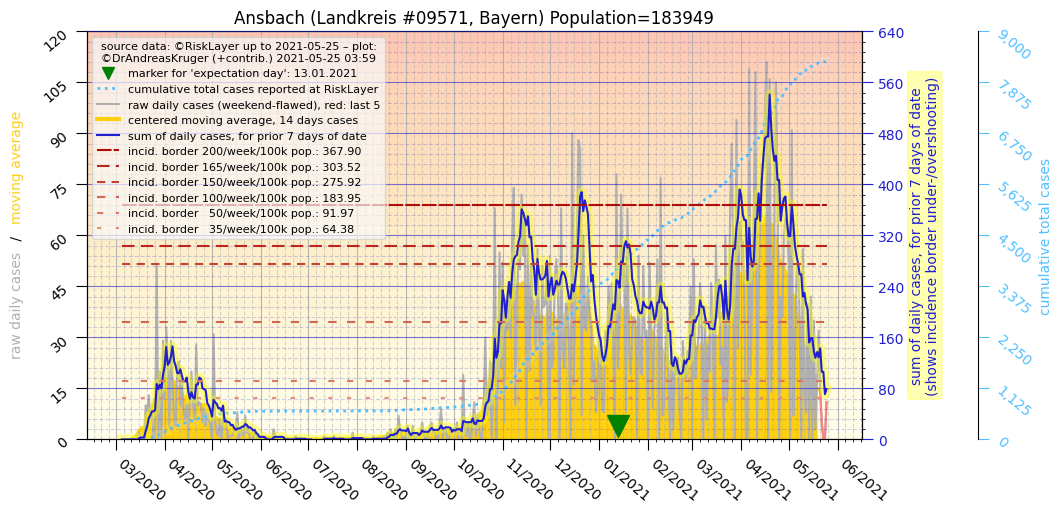 Ansbach (Landkreis #09571, Bayern) Population=183949
source data: ©RiskLayer up to 2021-05-25 – plot:
©DrAndreasKruger (+contrib.) 2021-05-25 03:59
marker for 'expectation day': 13.01.2021
cumulative total cases reported at RiskLayer
raw daily cases (weekend-flawed), red: last 5
centered moving average, 14 days cases
sum of daily cases, for prior 7 days of date
incid. border 200/week/100k pop.: 367.90
incid. border 165/week/100k pop.: 303.52
incid. border 150/week/100k pop.: 275.92
incid. border 100/week/100k pop.: 183.95
incid. border   50/week/100k pop.: 91.97
incid. border   35/week/100k pop.: 64.38
raw daily cases / moving average
120
105
90
75
60
45
30
15
0
03/2020
04/2020
05/2020
06/2020
07/2020
08/2020
09/2020
10/2020
11/2020
12/2020
01/2021
02/2021
03/2021
04/2021
05/2021
06/2021
640
560
480
400
320
240
160
80
0
sum of daily cases, for prior 7 days of date
(shows incidence border under-/overshooting)
9,000
7,875
6,750
5,625
4,500
3,375
2,250
1,125
0
cumulative total cases